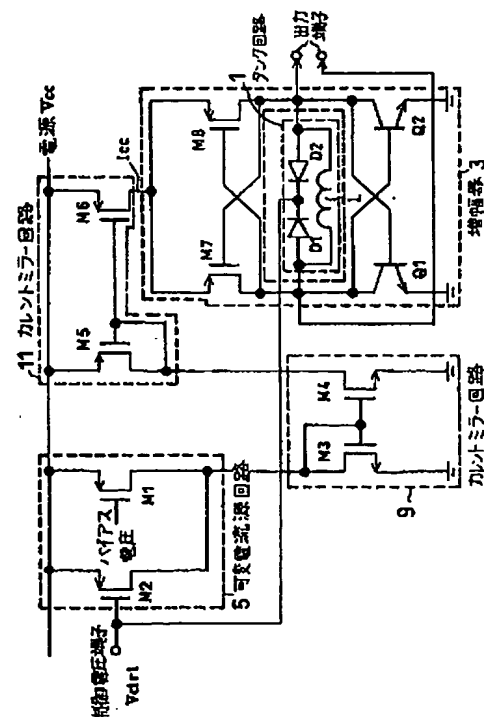 電源 Vcc
11 カレントミラー回路
Icc
M5
M6
M7
M8
タンク回路
1
出力端子
D1
D2
L
Q1
Q2
増幅器 3
M1
M2
バイアス電圧
5 可変電流源回路
制御電圧端子
Vctrl
M3
M4
9
カレントミラー回路